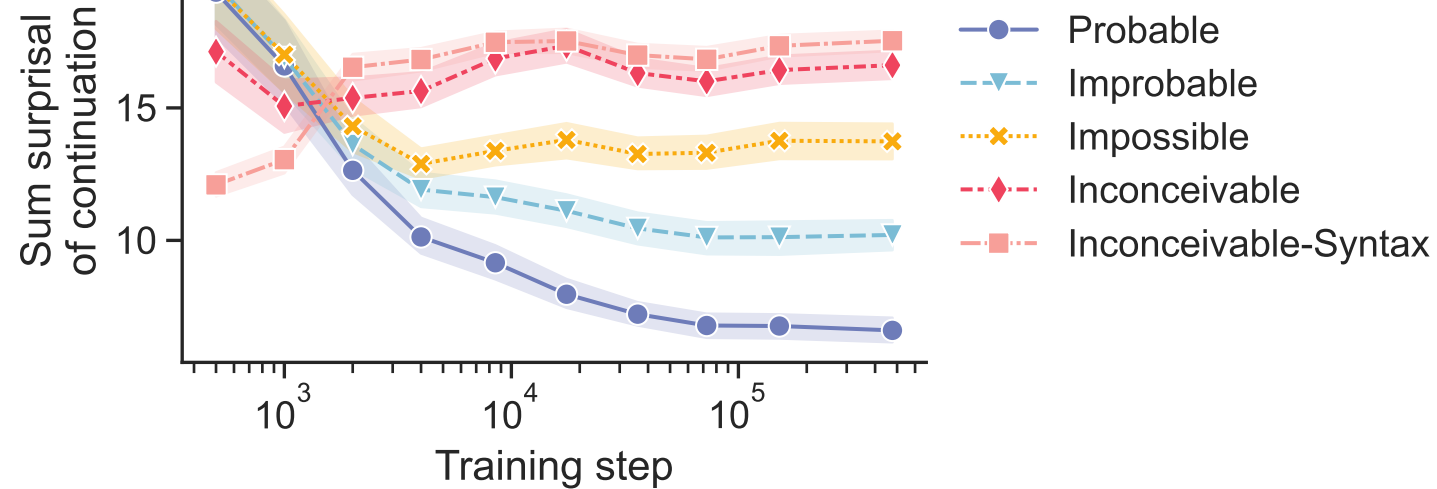 Sum surprisal
of continuation
15
10
10^3
10^4
10^5
Training step
Probable
Improbable
Impossible
Inconceivable
Inconceivable-Syntax